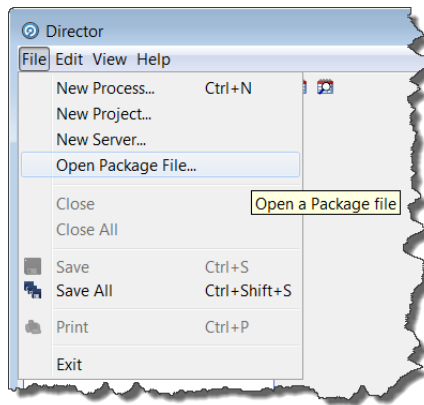 Director
File Edit View Help
New Process... Ctrl+N
New Project...
New Server...
Open Package File...
Close
Open a Package file
Close All
Save Ctrl+S
Save All Ctrl+Shift+S
Print Ctrl+P
Exit